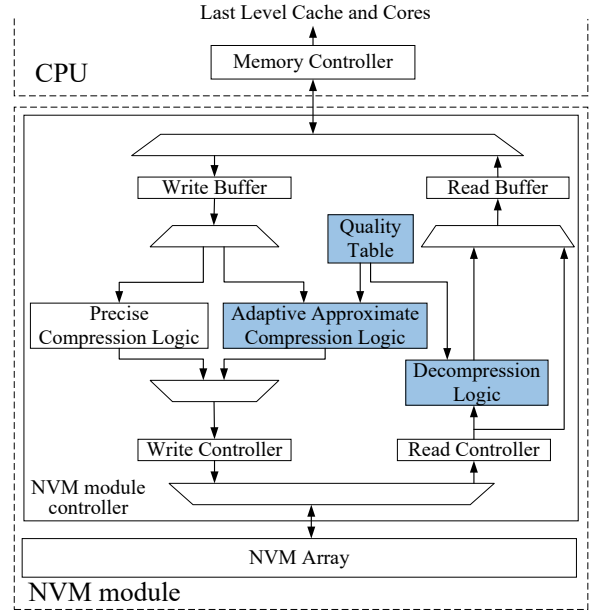 Last Level Cache and Cores
CPU
Memory Controller
Write Buffer
Read Buffer
Quality
Table
Precise
Compression Logic
Adaptive Approximate
Compression Logic
Decompression
Logic
Write Controller
Read Controller
NVM module
controller
NVM Array
NVM module